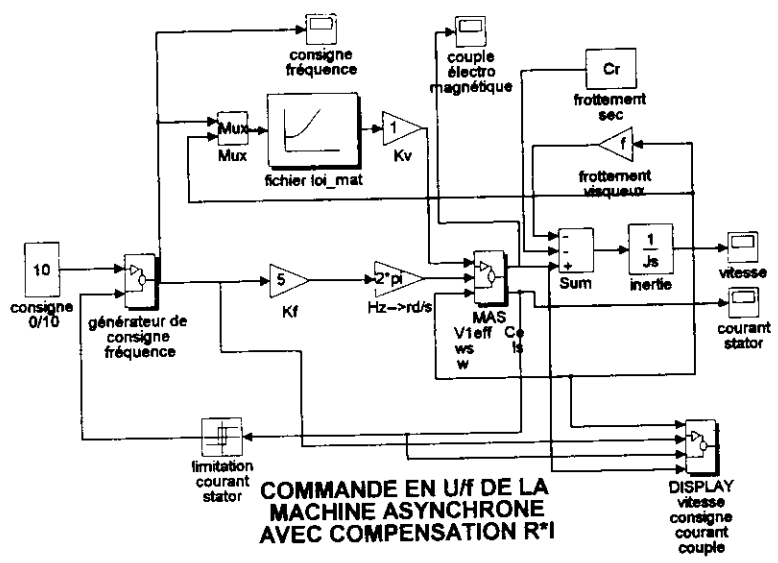 consigne
fréquence
couple
électro
magnétique
Cr
frottement
sec
Mux
Mux
fichier loi_mat
1
Kv
f
frottement
visqueux
10
consigne
0/10
générateur de
consigne
fréquence
5
Kf
2*pi
Hz-->rd/s
MAS
V1eff Ce
ws Is
w
-
-
+
Sum
1
Js
inertie
vitesse
courant
stator
limitation
courant
stator
DISPLAY
vitesse
consigne
courant
couple
COMMANDE EN U/f DE LA
MACHINE ASYNCHRONE
AVEC COMPENSATION R*I